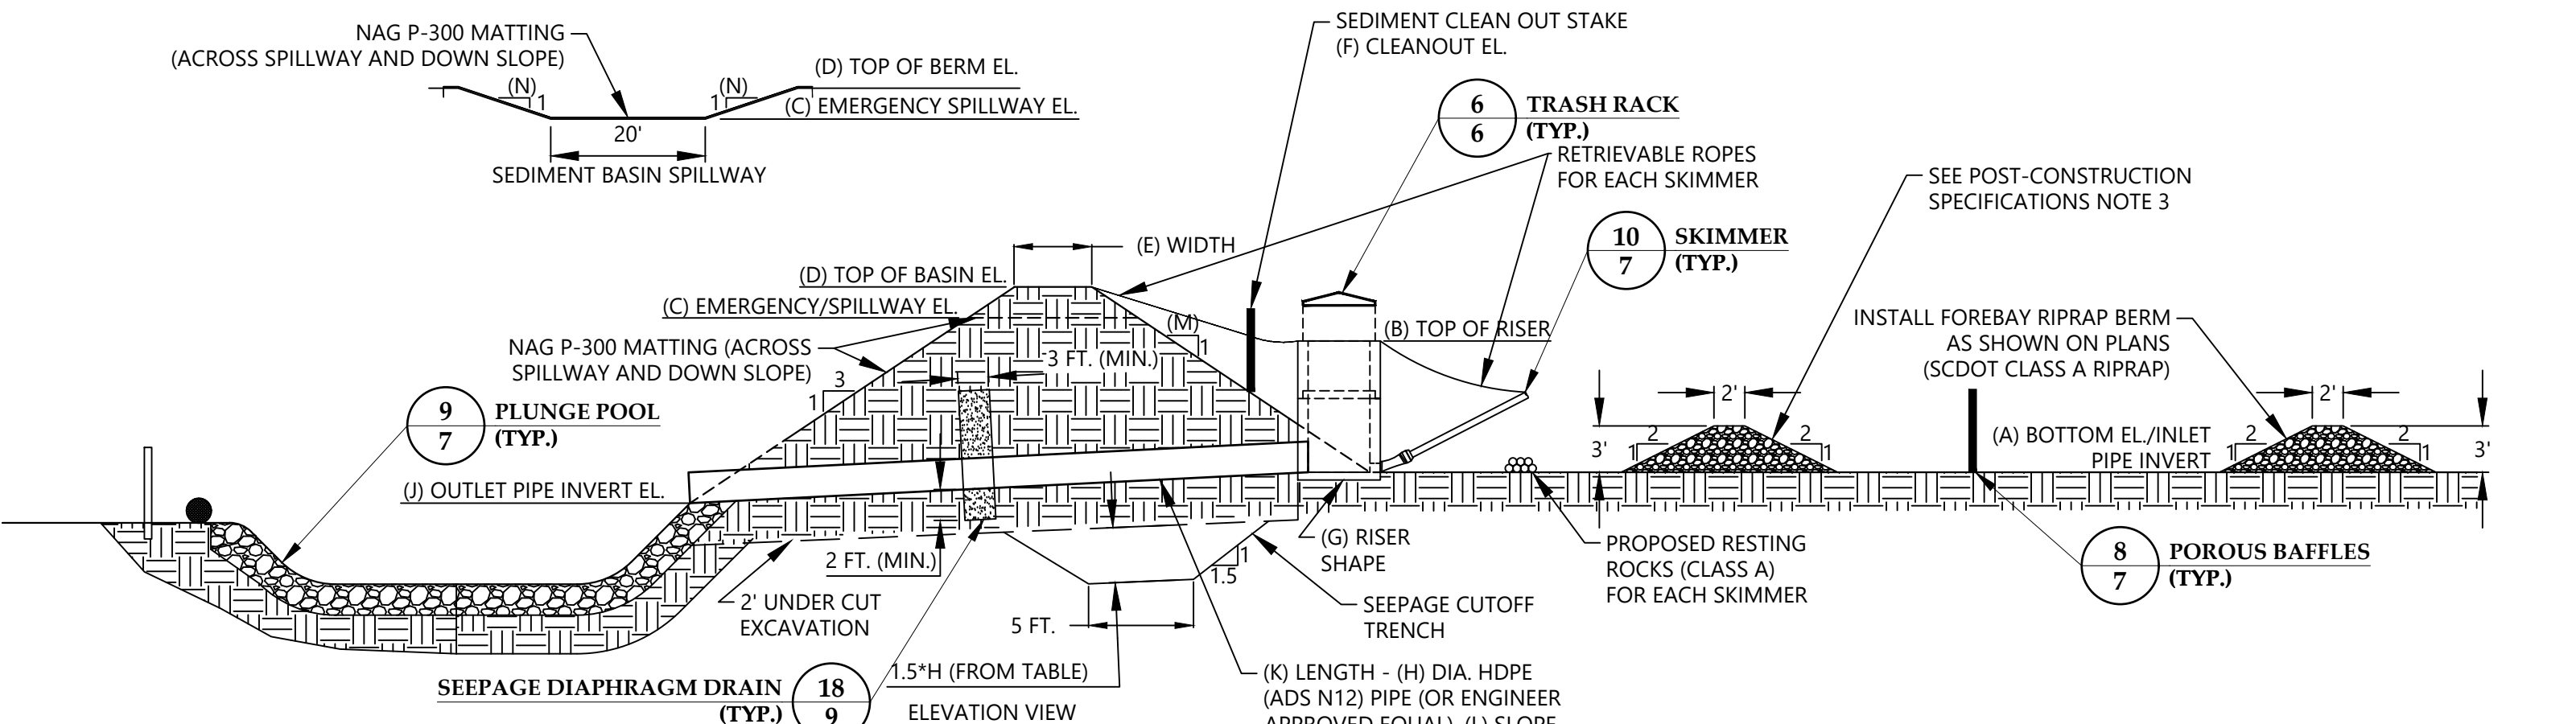 NAG P-300 MATTING
(ACROSS SPILLWAY AND DOWN SLOPE)
(N)
1
1
(N)
(D) TOP OF BERM EL.
(C) EMERGENCY SPILLWAY EL.
20'
SEDIMENT BASIN SPILLWAY
SEDIMENT CLEAN OUT STAKE
(F) CLEANOUT EL.
6
6
TRASH RACK
(TYP.)
RETRIEVABLE ROPES
FOR EACH SKIMMER
SEE POST-CONSTRUCTION
SPECIFICATIONS NOTE 3
10
7
SKIMMER
(TYP.)
(E) WIDTH
(D) TOP OF BASIN EL.
(C) EMERGENCY/SPILLWAY EL.
(M)
1
(B) TOP OF RISER
NAG P-300 MATTING (ACROSS
SPILLWAY AND DOWN SLOPE)
3 FT. (MIN.)
3
1
INSTALL FOREBAY RIPRAP BERM
AS SHOWN ON PLANS
(SCDOT CLASS A RIPRAP)
9
7
PLUNGE POOL
(TYP.)
2'
2'
3'
2
1
2
1
(A) BOTTOM EL./INLET
PIPE INVERT
2
1
2
1
3'
(J) OUTLET PIPE INVERT EL.
2 FT. (MIN.)
2' UNDER CUT
EXCAVATION
1
1.5
(G) RISER
SHAPE
PROPOSED RESTING
ROCKS (CLASS A)
FOR EACH SKIMMER
8
7
POROUS BAFFLES
(TYP.)
SEEPAGE CUTOFF
TRENCH
5 FT.
1.5*H (FROM TABLE)
SEEPAGE DIAPHRAGM DRAIN
(TYP.)
18
9
ELEVATION VIEW
(K) LENGTH - (H) DIA. HDPE
(ADS N12) PIPE (OR ENGINEER
APPROVED EQUAL), (L) SLOPE